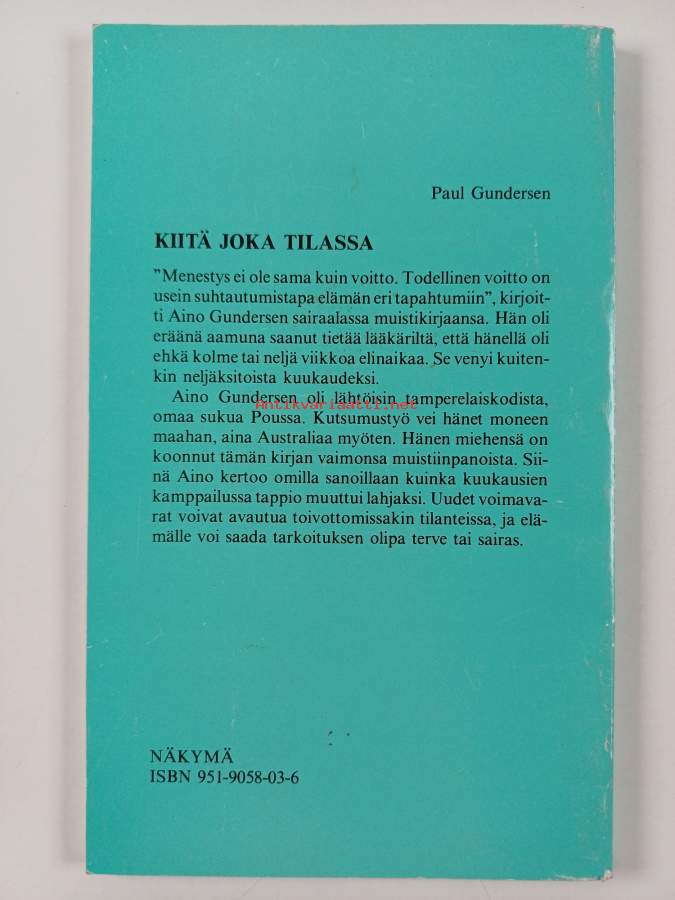 Paul Gundersen
KIITÄ JOKA TILASSA
"Menestys ei ole sama kuin voitto. Todellinen voitto on
usein suhtautumistapa elämän eri tapahtumiin", kirjoit-
ti Aino Gundersen sairaalassa muistikirjaansa. Hän oli
eräänä aamuna saanut tietää lääkäriltä, että hänellä oli
ehkä kolme tai neljä viikkoa elinaikaa. Se venyi kuiten-
kin neljäksitoista kuukaudeksi.
Aino Gundersen oli lähtöisin tamperelaiskodista,
Antikvariaatti.net
omaa sukua Poussa. Kutsumustyö vei hänet moneen
maahan, aina Australiaa myöten. Hänen miehensä on
koonnut tämän kirjan vaimonsa muistiinpanoista. Sii-
nä Aino kertoo omilla sanoillaan kuinka kuukausien
kamppailussa tappio muuttui lahjaksi. Uudet voimava-
rat voivat avautua toivottomissakin tilanteissa, ja elä-
mälle voi saada tarkoituksen olipa terve tai sairas.
NÄKYMÄ
ISBN 951-9058-03-6